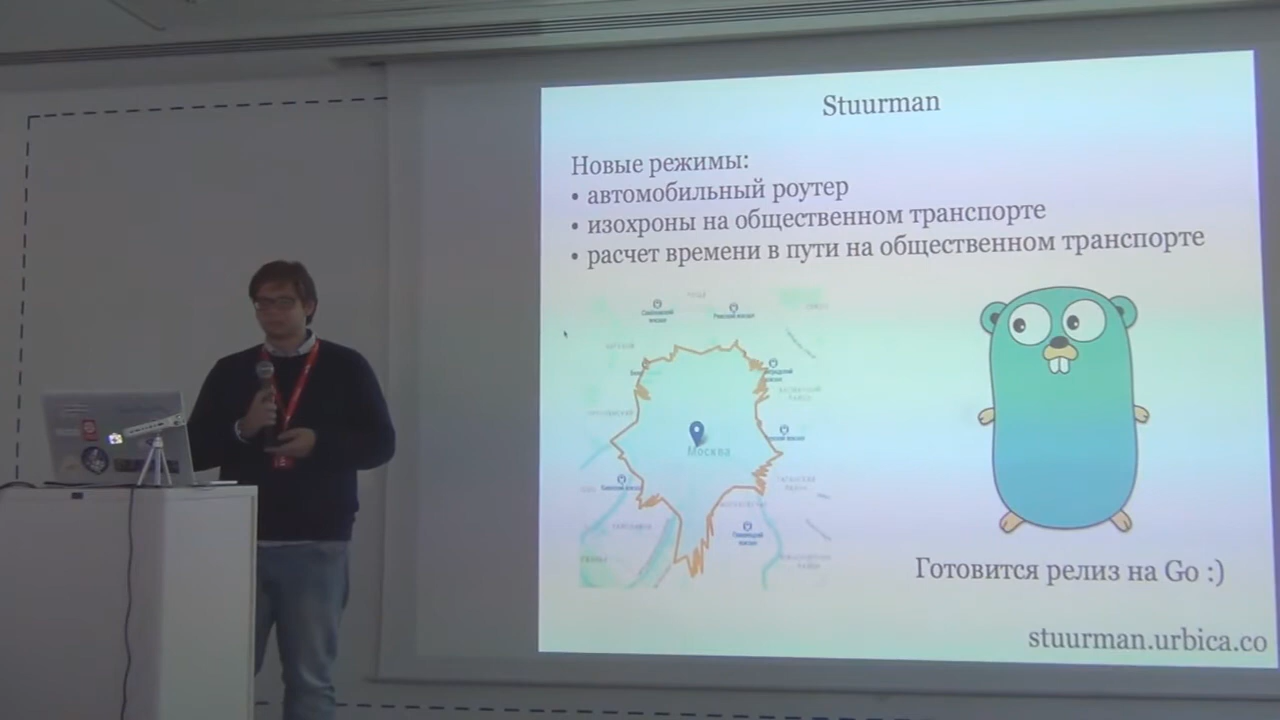 Stuurman
Новые режимы:
• автомобильный роутер
• изохроны на общественном транспорте
• расчет времени в пути на общественном транспорте
Москва
Готовится релиз на Go :)
stuurman.urbica.co